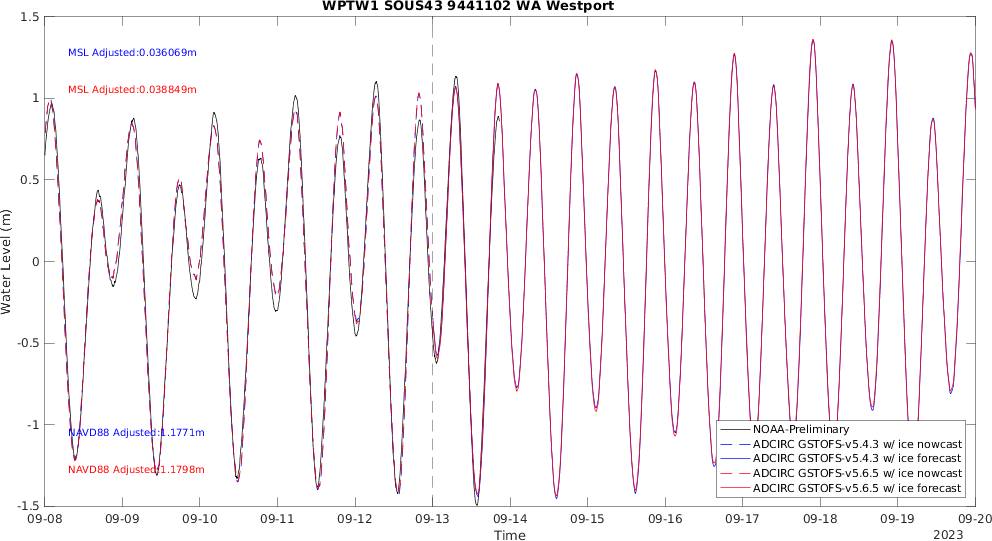 WPTW1 SOUS43 9441102 WA Westport
1.5
1
0.5
0
-0.5
-1
-1.5
Water Level (m)
MSL Adjusted:0.036069m
MSL Adjusted:0.038849m
NAVD88 Adjusted:1.1771m
NAVD88 Adjusted:1.1798m
NOAA-Preliminary
ADCIRC GSTOFS-v5.4.3 w/ ice nowcast
ADCIRC GSTOFS-v5.4.3 w/ ice forecast
ADCIRC GSTOFS-v5.6.5 w/ ice nowcast
ADCIRC GSTOFS-v5.6.5 w/ ice forecast
09-08 09-09 09-10 09-11 09-12 09-13 09-14 09-15 09-16 09-17 09-18 09-19 09-20
Time
2023